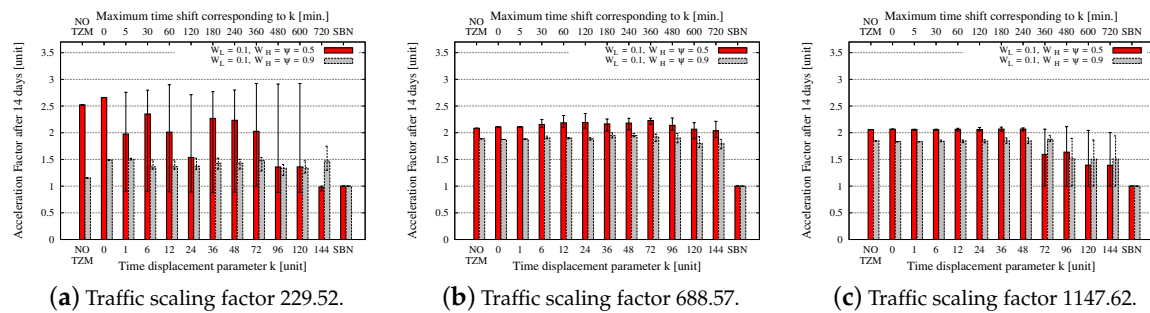 Maximum time shift corresponding to k [min.]
NO TZM 0 5 30 60 120 180 240 360 480 600 720 SBN
W_L = 0.1, W_H = ψ = 0.5
W_L = 0.1, W_H = ψ = 0.9
Acceleration Factor after 14 days [unit]
3.5
3
2.5
2
1.5
1
0.5
0
NO TZM 0 1 6 12 24 36 48 72 96 120 144 SBN
Time displacement parameter k [unit]
(a) Traffic scaling factor 229.52.
Maximum time shift corresponding to k [min.]
NO TZM 0 5 30 60 120 180 240 360 480 600 720 SBN
W_L = 0.1, W_H = ψ = 0.5
W_L = 0.1, W_H = ψ = 0.9
Acceleration Factor after 14 days [unit]
3.5
3
2.5
2
1.5
1
0.5
0
NO TZM 0 1 6 12 24 36 48 72 96 120 144 SBN
Time displacement parameter k [unit]
(b) Traffic scaling factor 688.57.
Maximum time shift corresponding to k [min.]
NO TZM 0 5 30 60 120 180 240 360 480 600 720 SBN
W_L = 0.1, W_H = ψ = 0.5
W_L = 0.1, W_H = ψ = 0.9
Acceleration Factor after 14 days [unit]
3.5
3
2.5
2
1.5
1
0.5
0
NO TZM 0 1 6 12 24 36 48 72 96 120 144 SBN
Time displacement parameter k [unit]
(c) Traffic scaling factor 1147.62.